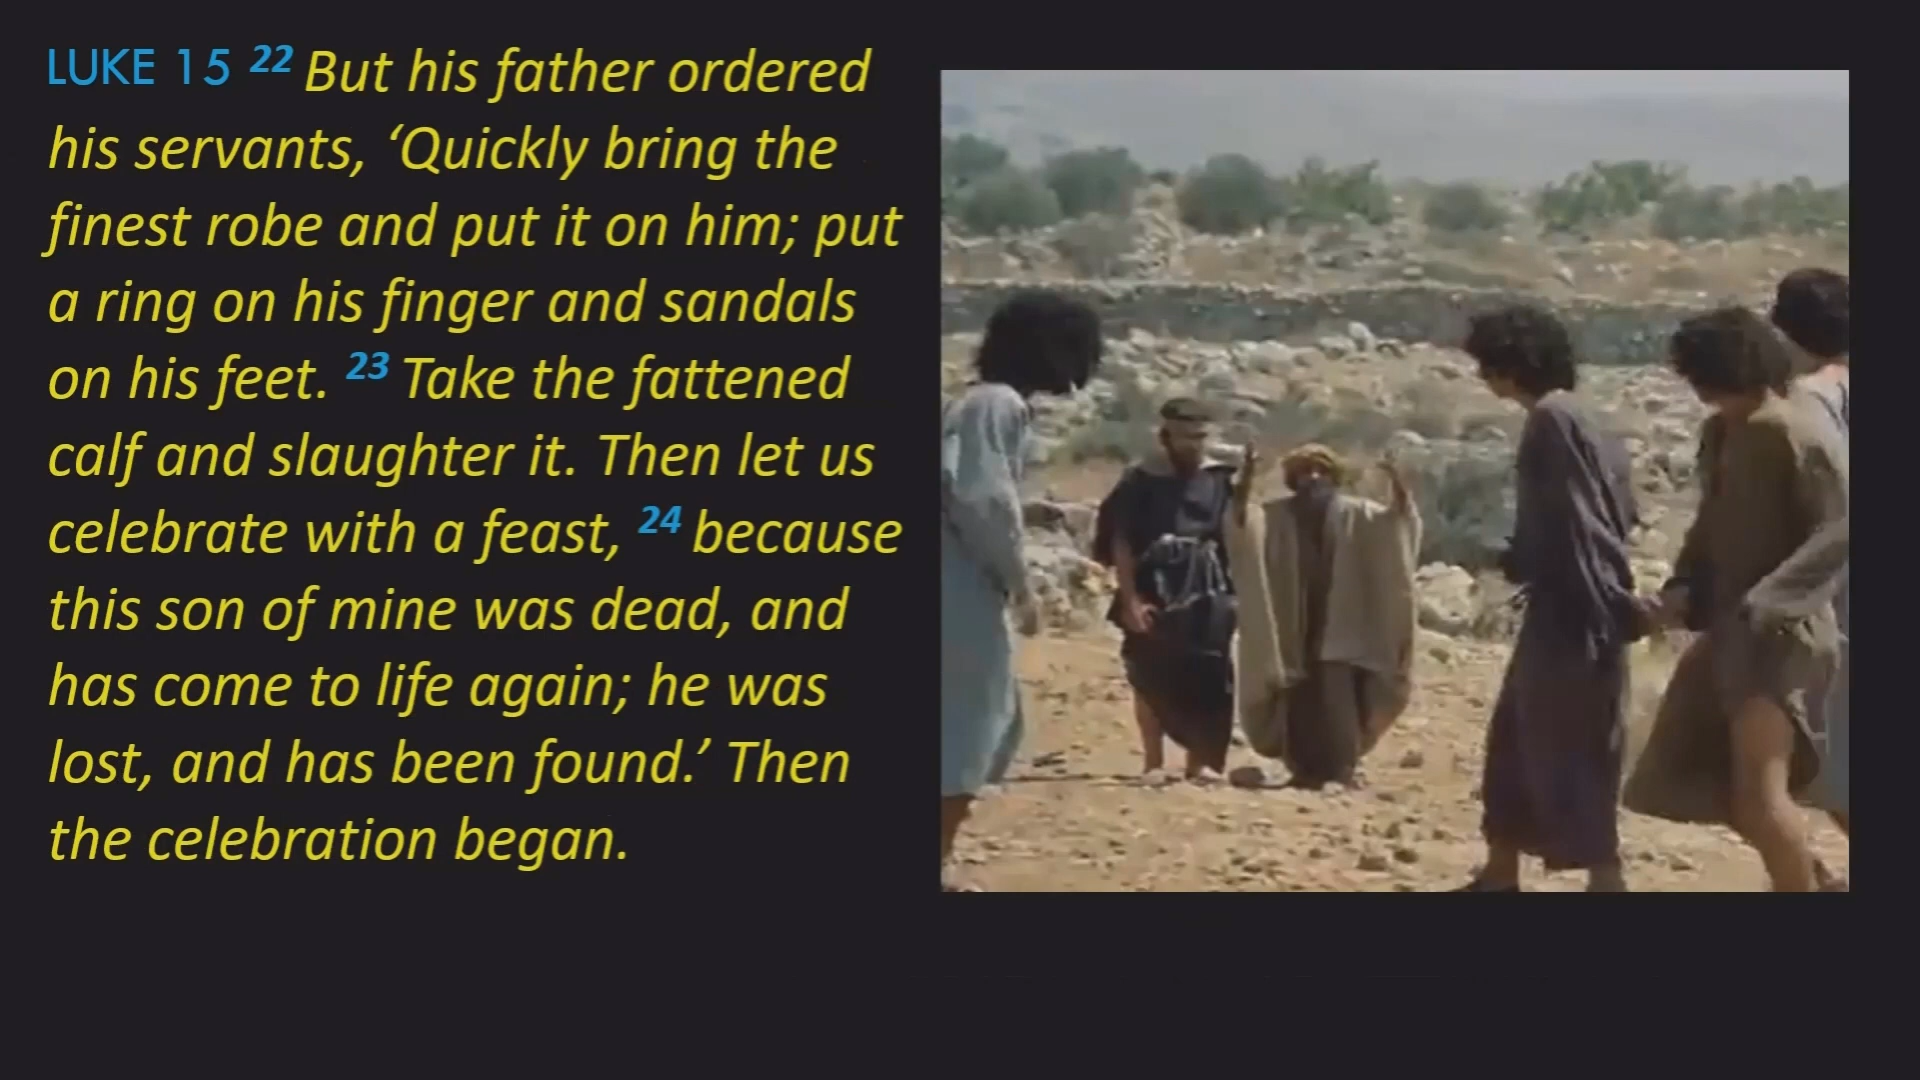 LUKE 15 22 But his father ordered
his servants, ‘Quickly bring the
finest robe and put it on him; put
a ring on his finger and sandals
on his feet. 23 Take the fattened
calf and slaughter it. Then let us
celebrate with a feast, 24 because
this son of mine was dead, and
has come to life again; he was
lost, and has been found.’ Then
the celebration began.